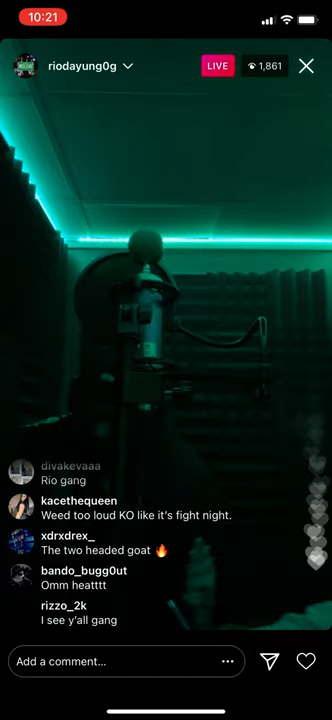 10:21
riodayung0g
LIVE
1,861
divakevaaa
Rio gang
kacethequeen
Weed too loud KO like it's fight night.
xdrxdrex_
The two headed goat 🔥
bando_bugg0ut
Omm heatttt
rizzo_2k
I see y'all gang
Add a comment...